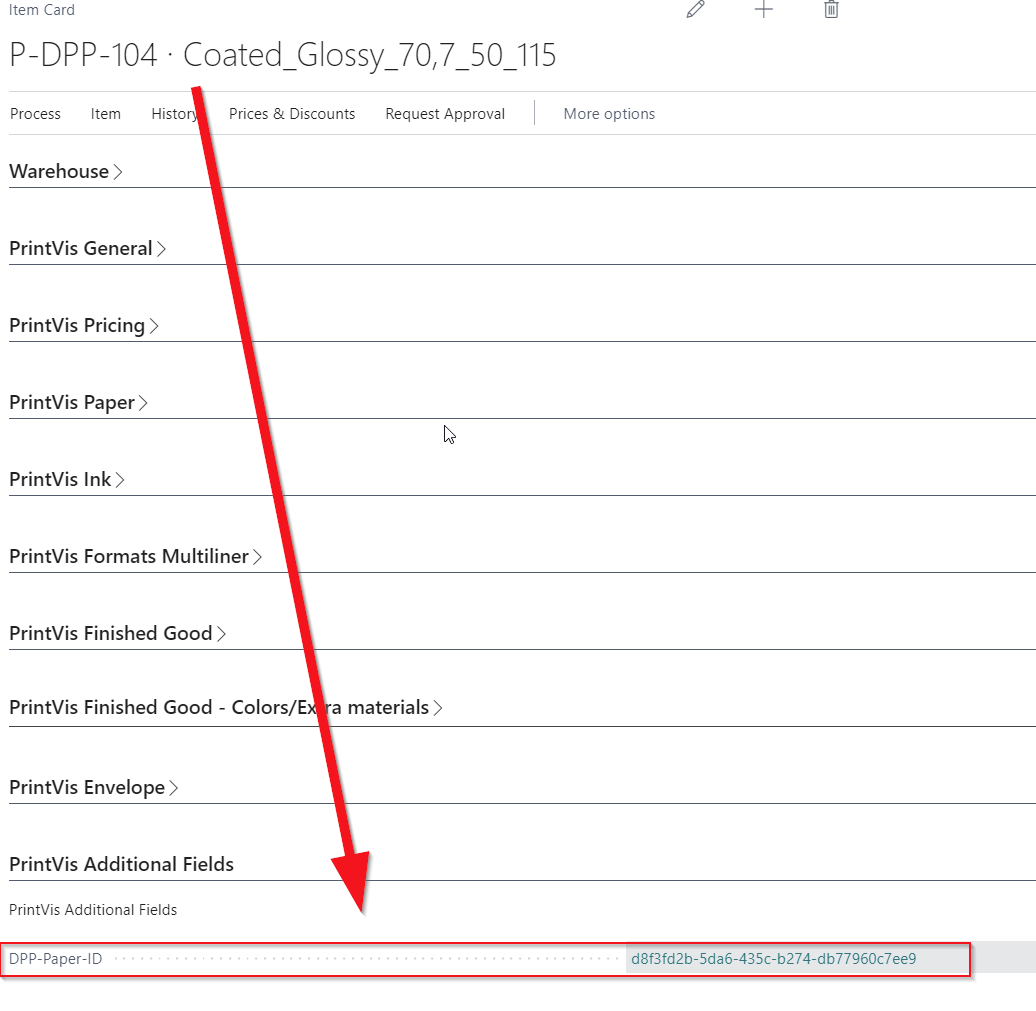 Item Card
P-DPP-104 · Coated_Glossy_70,7_50_115
Process Item History Prices & Discounts Request Approval More options
Warehouse
PrintVis General
PrintVis Pricing
PrintVis Paper
PrintVis Ink
PrintVis Formats Multiliner
PrintVis Finished Good
PrintVis Finished Good - Colors/Extra materials
PrintVis Envelope
PrintVis Additional Fields
PrintVis Additional Fields
DPP-Paper-ID d8f3fd2b-5da6-435c-b274-db77960c7ee9